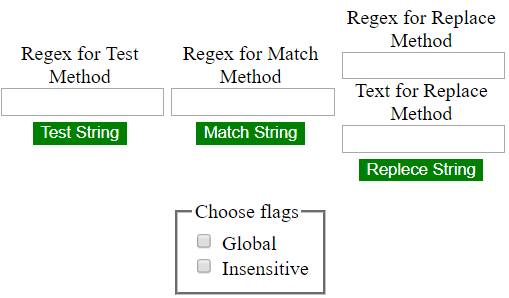 Regex for Test
Method
Test String
Regex for Match
Method
Match String
Regex for Replace
Method
Text for Replace
Method
Replece String
Choose flags
Global
Insensitive